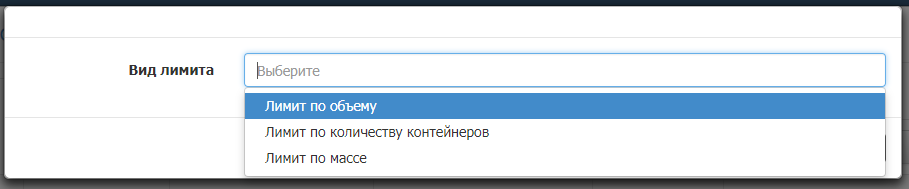 Вид лимита
Выберите
Лимит по объему
Лимит по количеству контейнеров
Лимит по массе